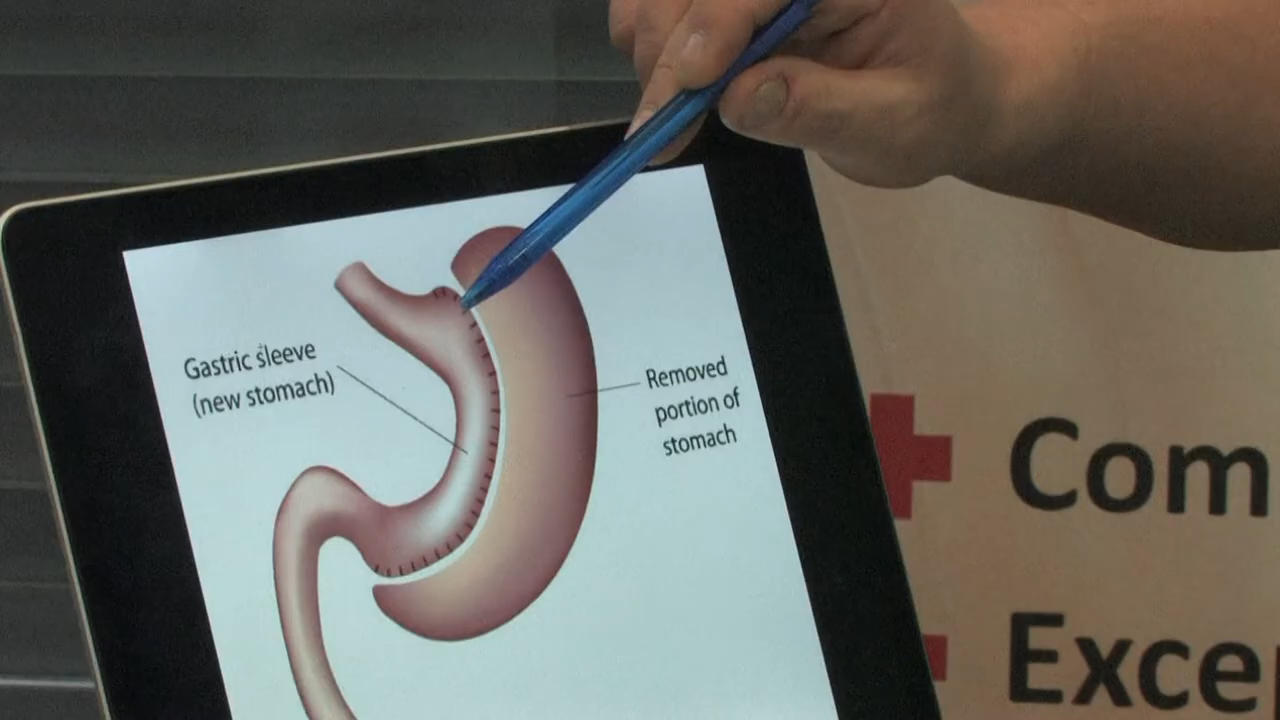 Gastric sleeve
(new stomach)
Removed
portion of
stomach
Com
Exce